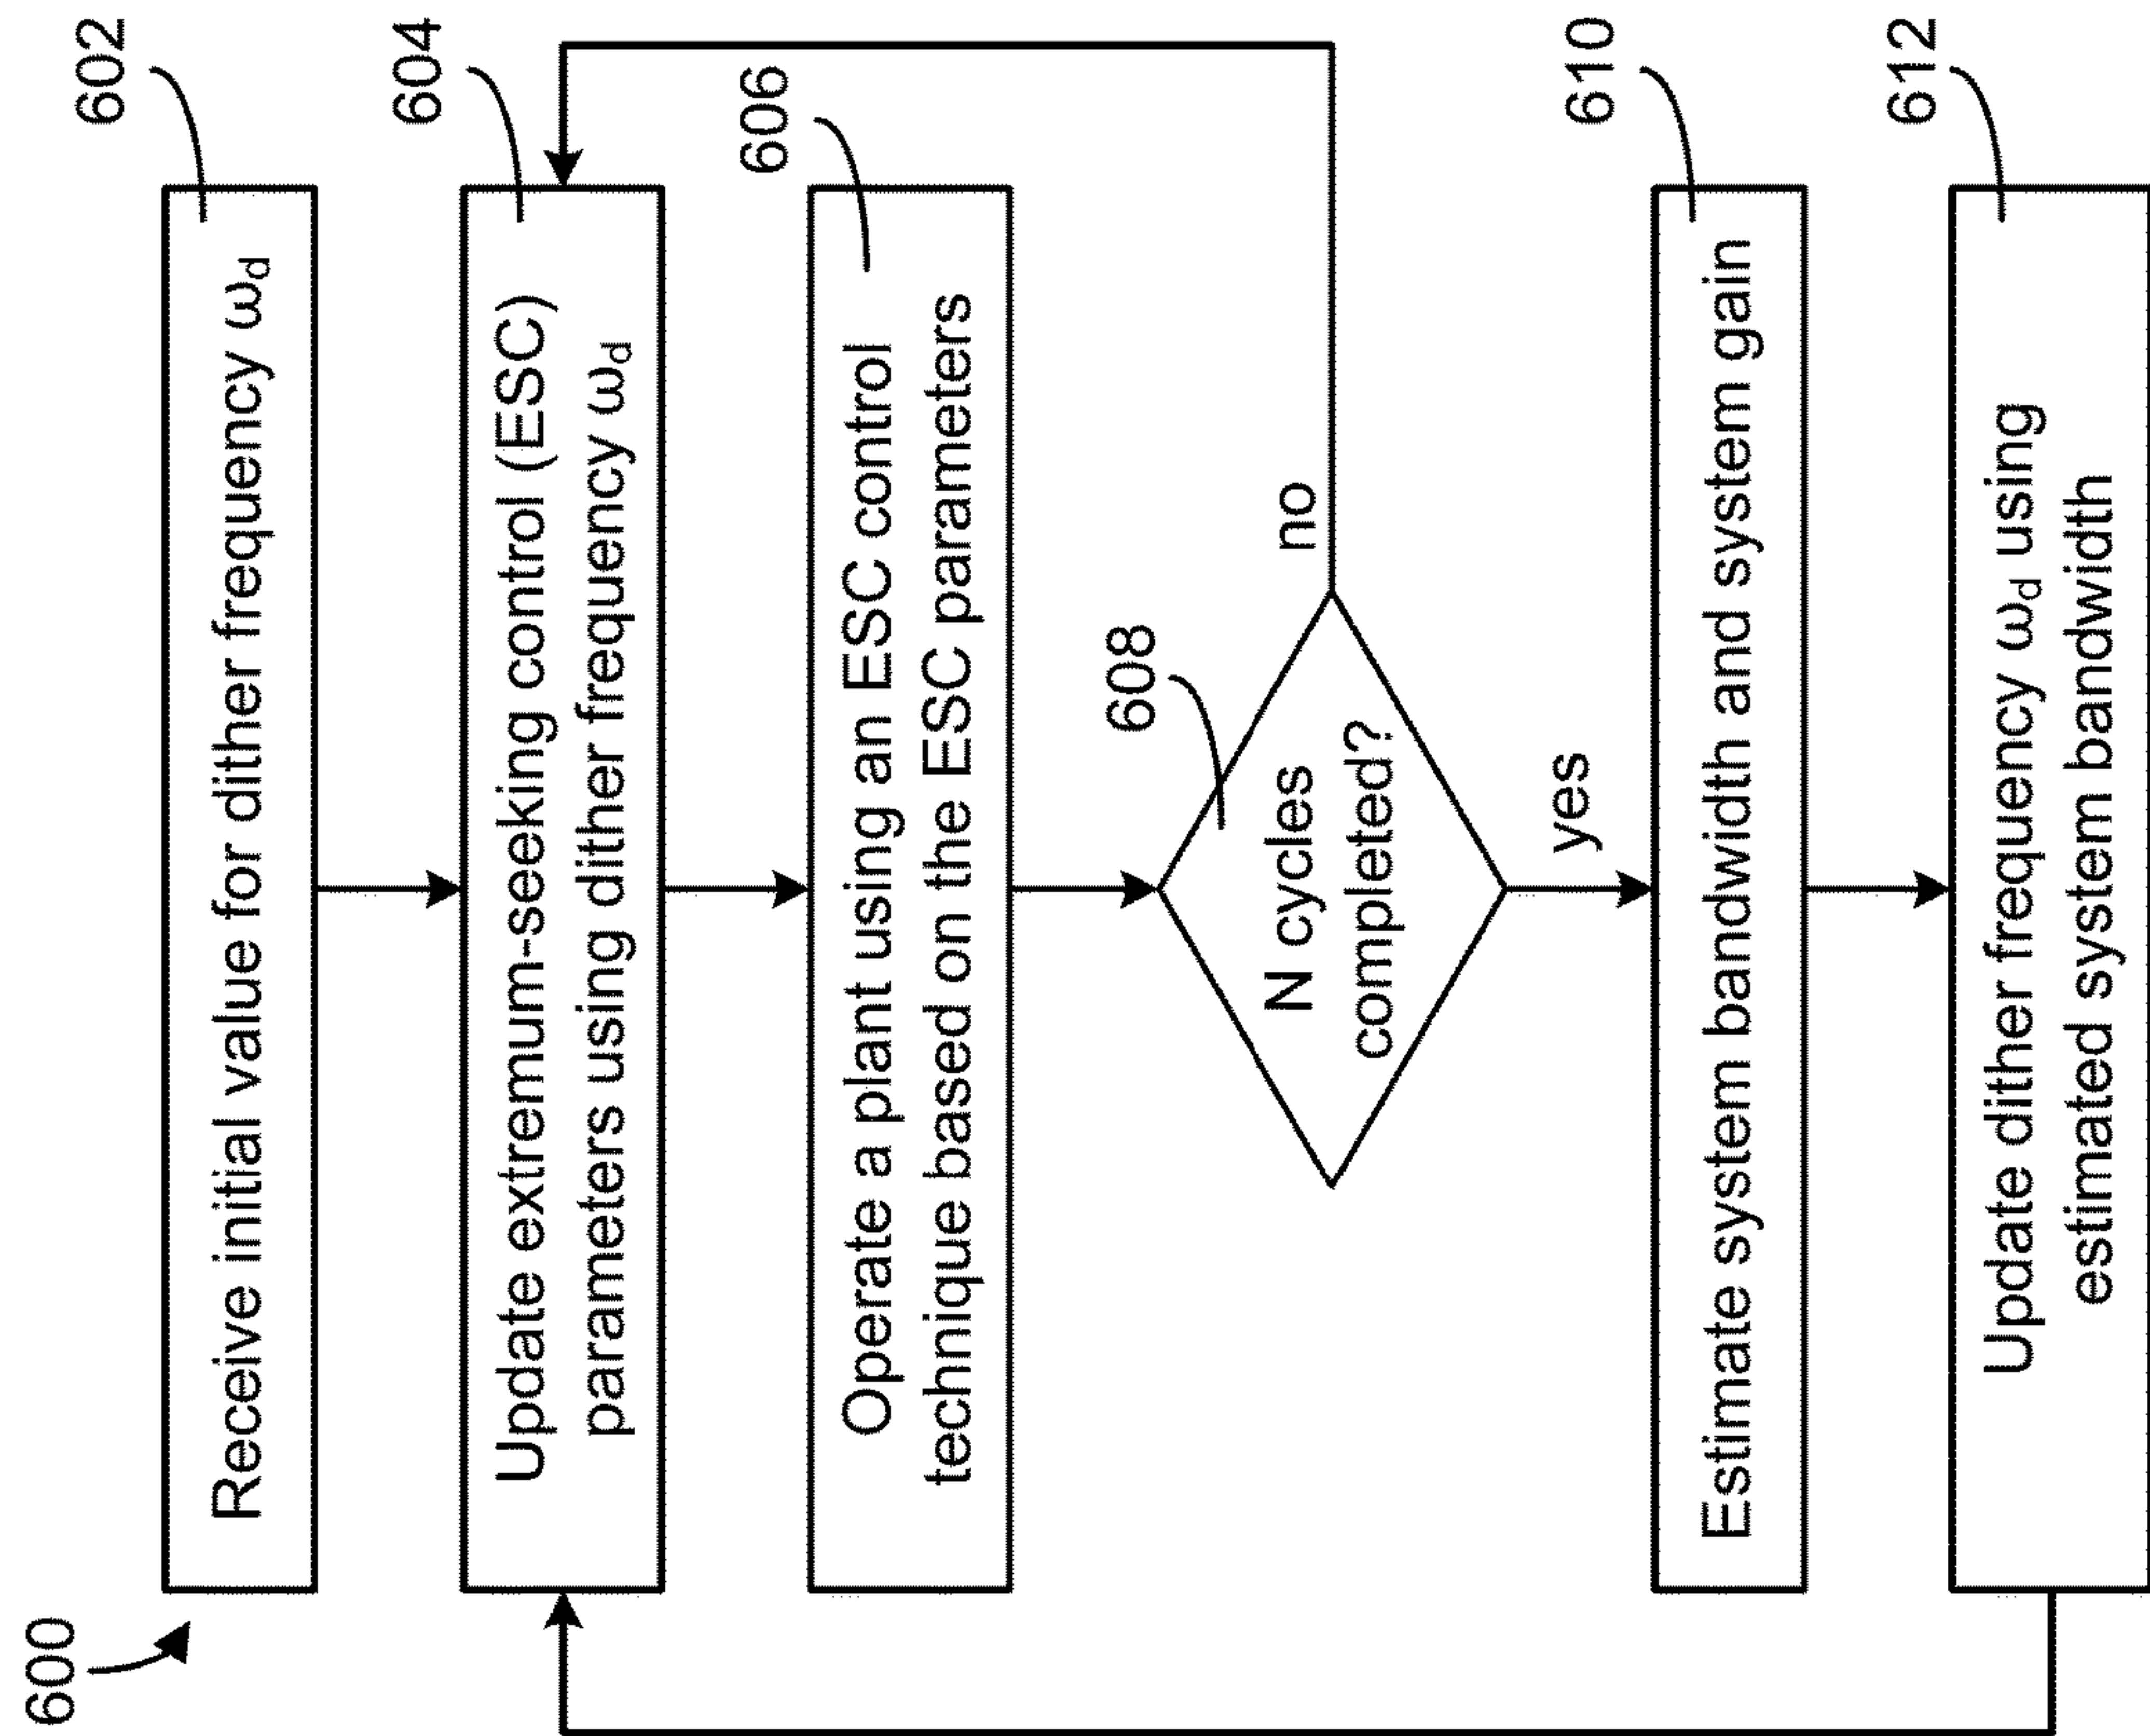 600
602
Receive initial value for dither frequency ωd
604
Update extremum-seeking control (ESC)
parameters using dither frequency ωd
606
Operate a plant using an ESC control
technique based on the ESC parameters
608
N cycles
completed?
no
yes
610
Estimate system bandwidth and system gain
612
Update dither frequency ωd using
estimated system bandwidth